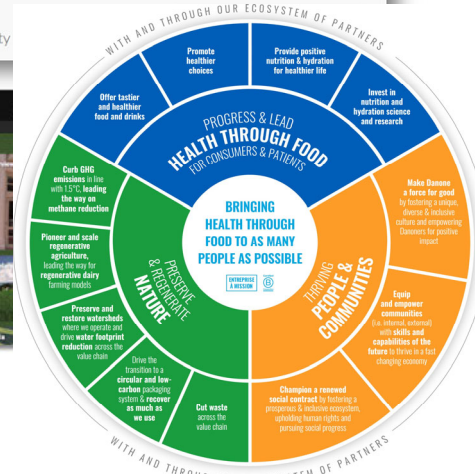 ty
WITH AND THROUGH OUR ECOSYSTEM OF PARTNERS
Offer tastier
and healthier
food and drinks
Promote
healthier
choices
Provide positive
nutrition & hydration
for healthier life
Invest in
nutrition and
hydration science
and research
PROGRESS & LEAD
HEALTH THROUGH FOOD
FOR CONSUMERS & PATIENTS
BRINGING
HEALTH THROUGH
FOOD TO AS MANY
PEOPLE AS POSSIBLE
ENTREPRISE
À MISSION
B
Curb GHG
emissions in line
with 1.5°C, leading
the way on
methane reduction
Pioneer and scale
regenerative
agriculture,
leading the way for
regenerative dairy
farming models
Preserve and
restore watersheds
where we operate and
drive water footprint
reduction across the
value chain
Drive the
transition to a
circular and low-
carbon packaging
system & recover
as much as
we use
Cut waste
across the
value chain
PRESERVE
& REGENERATE
NATURE
THRIVING
PEOPLE &
COMMUNITIES
Make Danone
a force for good
by fostering a unique,
diverse & inclusive
culture and empowering
Danoners for positive
impact
Equip
and empower
communities
(i.e. internal, external)
with skills and
capabilities of the
future to thrive in a fast
changing economy
Champion a renewed
social contract by fostering a
prosperous & inclusive ecosystem,
upholding human rights and
pursuing social progress
WITH AND THROUGH OUR ECOSYSTEM OF PARTNERS